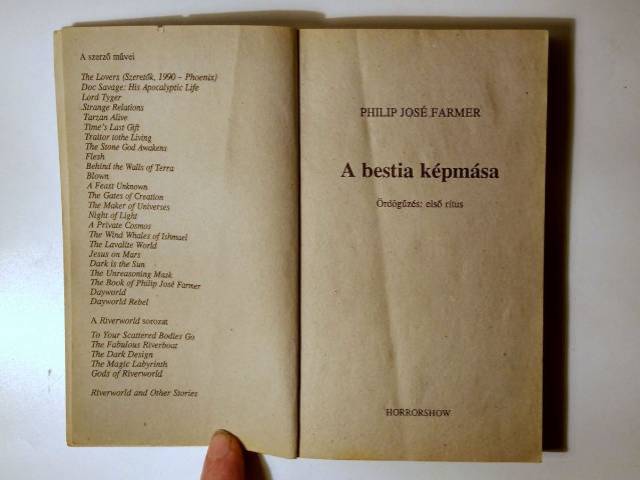 A szerző művei
The Lovers (Szeretők, 1990 – Phoenix)
Doc Savage: His Apocalyptic Life
Lord Tyger
Strange Relations
Tarzan Alive
Time's Last Gift
Traitor tothe Living
The Stone God Awakens
Flesh
Behind the Walls of Terra
Blown
A Feast Unknown
The Gates of Creation
The Maker of Universes
Night of Light
A Private Cosmos
The Wind Whales of Ishmael
The Lavalite World
Jesus on Mars
Dark is the Sun
The Unreasoning Mask
The Book of Philip José Farmer
Dayworld
Dayworld Rebel
A Riverworld sorozat
To Your Scattered Bodies Go
The Fabulous Riverboat
The Dark Design
The Magic Labyrinth
Gods of Riverworld
Riverworld and Other Stories
PHILIP JOSÉ FARMER
A bestia képmása
Ördögűzés: első rítus
HORRORSHOW